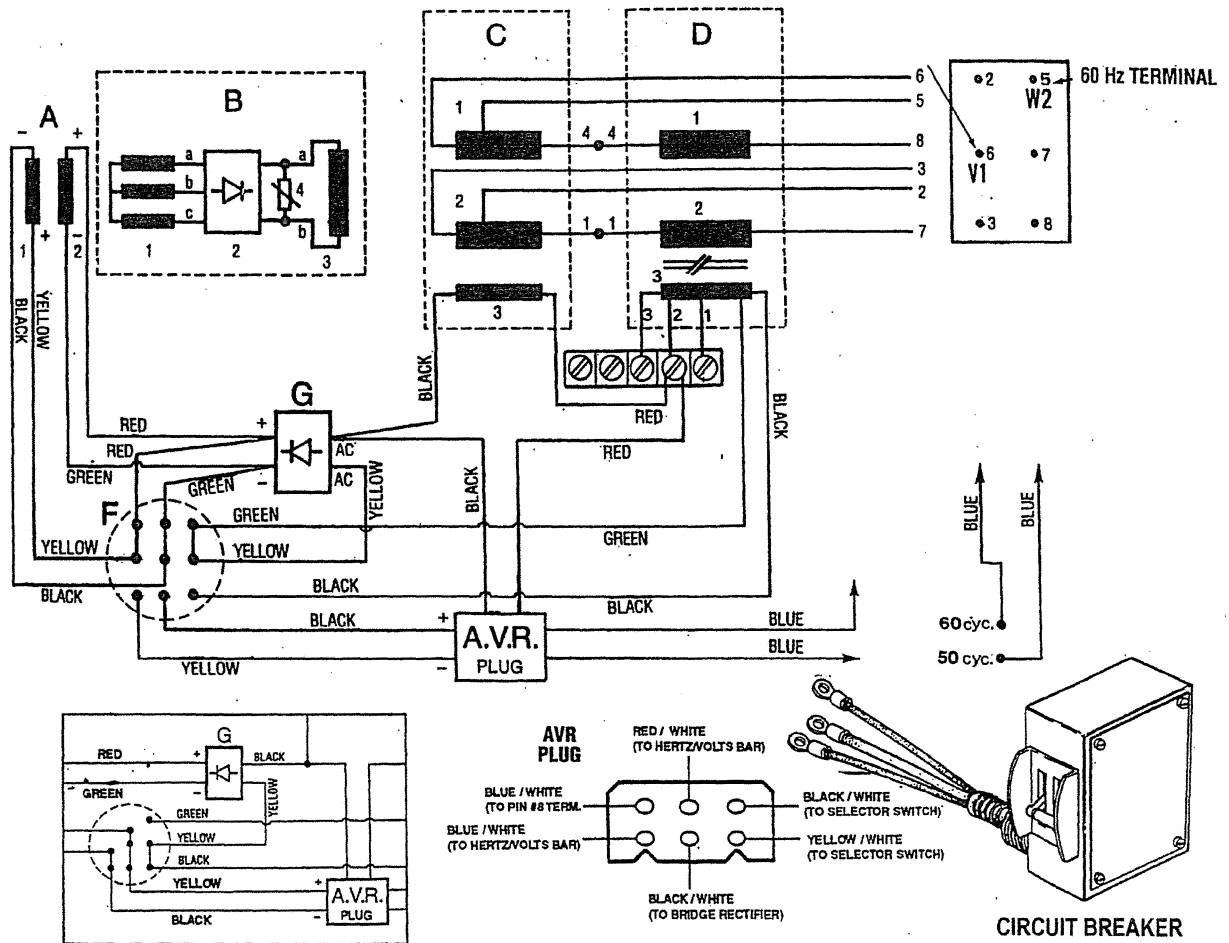 C
D
A
B
- +
a
b
c
a
4
b
+ -
1 2
1 2 3
BLACK
YELLOW
1
4 4
1
2
1 1
2
3
3
3 2 1
6
5
8
3
2
7
2 5
W2
60 Hz TERMINAL
6 7
V1
3 8
BLACK
RED
RED
BLACK
G
RED
RED
GREEN
GREEN
+
-
AC
AC
YELLOW
BLACK
F
GREEN
GREEN
YELLOW
YELLOW
BLACK
BLACK
BLACK
BLACK
YELLOW
+
-
A.V.R.
PLUG
BLUE
BLUE
BLUE
BLUE
60 cyc.
50 cyc.
G
RED
+
BLACK
GREEN
-
YELLOW
GREEN
YELLOW
BLACK
YELLOW
+
A.V.R.
PLUG
-
BLACK
AVR
PLUG
RED / WHITE
(TO HERTZ/VOLTS BAR)
BLUE / WHITE
(TO PIN #8 TERM.
BLACK / WHITE
(TO SELECTOR SWITCH)
BLUE / WHITE
(TO HERTZ/VOLTS BAR)
YELLOW / WHITE
(TO SELECTOR SWITCH)
BLACK / WHITE
(TO BRIDGE RECTIFIER)
CIRCUIT BREAKER